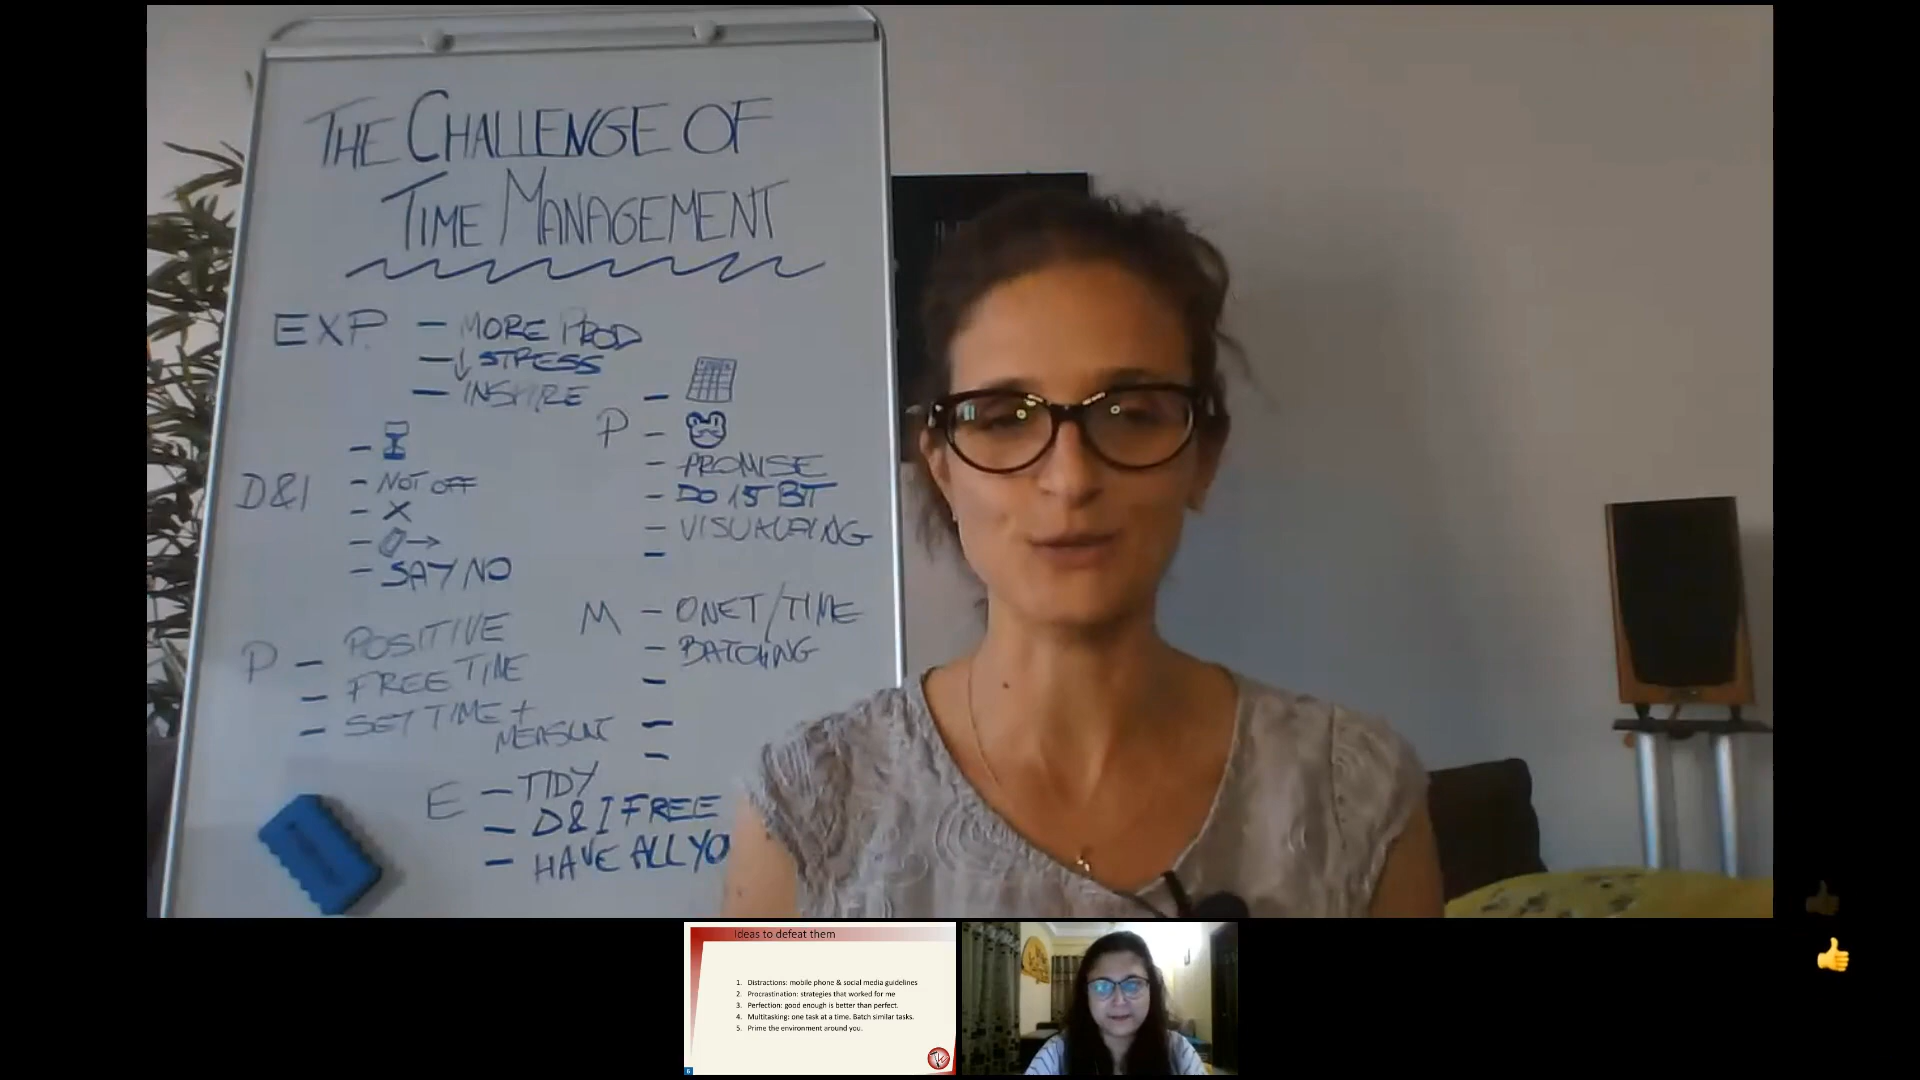 THE CHALLENGE OF
TIME MANAGEMENT
EXP - MORE PROD
- ↓ STRESS
- INSPIRE
D&I
- NOT OFF
- X
- SAY NO
P
- PROMISE
- DO 15 BT
- VISUALIZING
P - POSITIVE
- FREE TIME
- SET TIME +
MEASURE
M - ONE T/TIME
- BATCHING
E - TIDY
- D&I FREE
- HAVE ALL YO
Ideas to defeat them
1. Distractions: mobile phone & social media guidelines
2. Procrastination: strategies that worked for me
3. Perfection: good enough is better than perfect.
4. Multitasking: one task at a time. Batch similar tasks.
5. Prime the environment around you.
6